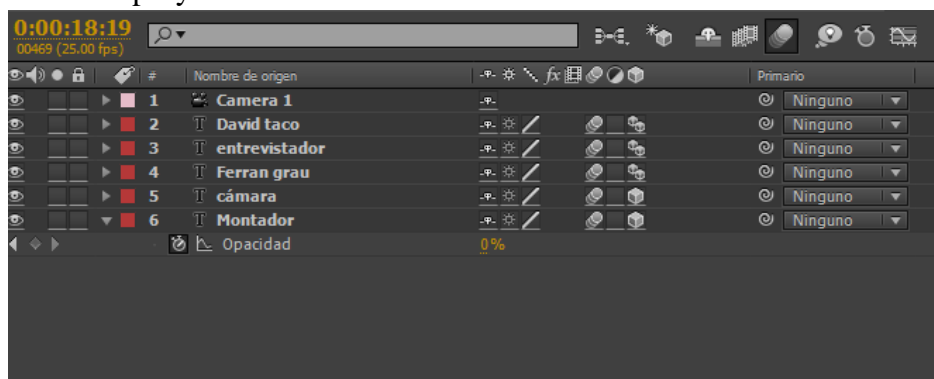 0:00:18:19
00469 (25.00 fps)
# Nombre de origen fx Primario
1 Camera 1 Ninguno
2 T David taco Ninguno
3 T entrevistador Ninguno
4 T Ferran grau Ninguno
5 T cámara Ninguno
6 T Montador Ninguno
Opacidad 0%